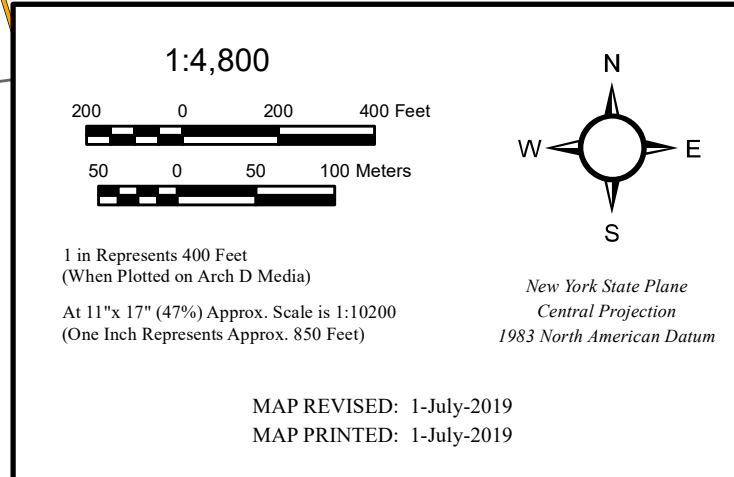 1:4,800
200 0 200 400 Feet
50 0 50 100 Meters
1 in Represents 400 Feet
(When Plotted on Arch D Media)
At 11"x 17" (47%) Approx. Scale is 1:10200
(One Inch Represents Approx. 850 Feet)
N
W E
S
New York State Plane
Central Projection
1983 North American Datum
MAP REVISED: 1-July-2019
MAP PRINTED: 1-July-2019